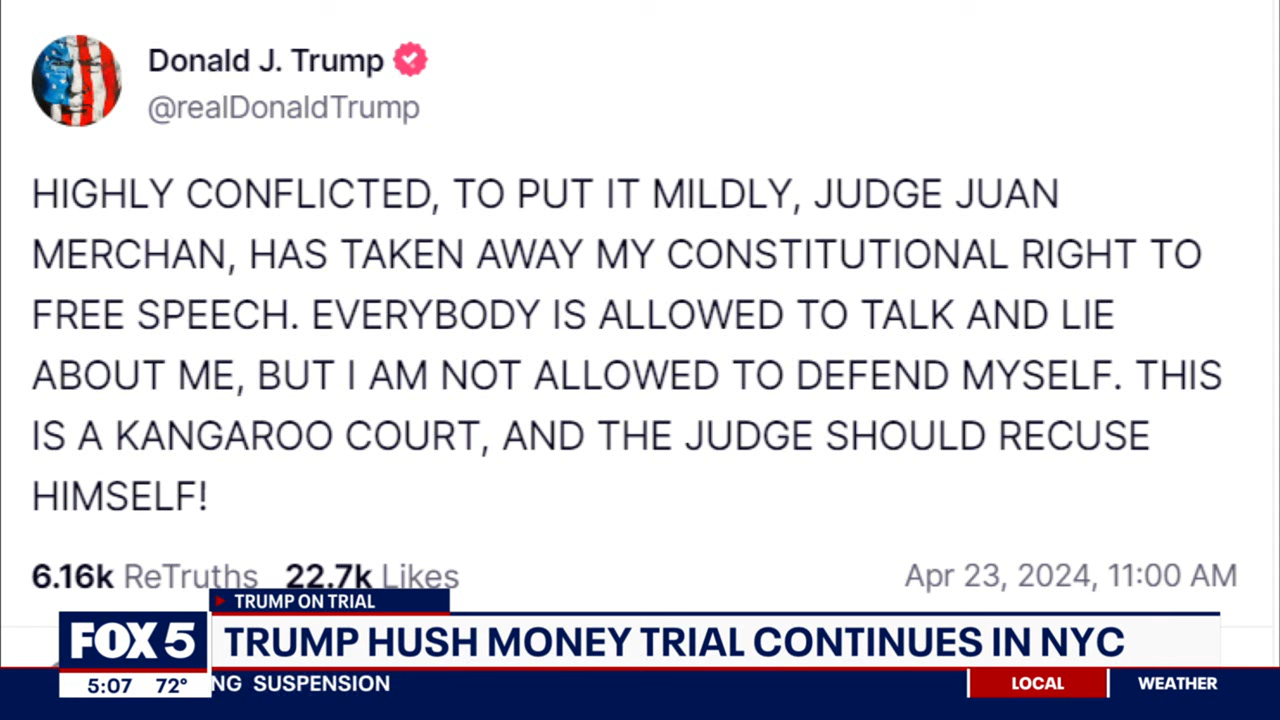 Donald J. Trump
@realDonaldTrump
HIGHLY CONFLICTED, TO PUT IT MILDLY, JUDGE JUAN
MERCHAN, HAS TAKEN AWAY MY CONSTITUTIONAL RIGHT TO
FREE SPEECH. EVERYBODY IS ALLOWED TO TALK AND LIE
ABOUT ME, BUT I AM NOT ALLOWED TO DEFEND MYSELF. THIS
IS A KANGAROO COURT, AND THE JUDGE SHOULD RECUSE
HIMSELF!
6.16k ReTruths 22.7k Likes Apr 23, 2024, 11:00 AM
TRUMP ON TRIAL
FOX 5 TRUMP HUSH MONEY TRIAL CONTINUES IN NYC
5:07 72° NG SUSPENSION LOCAL WEATHER